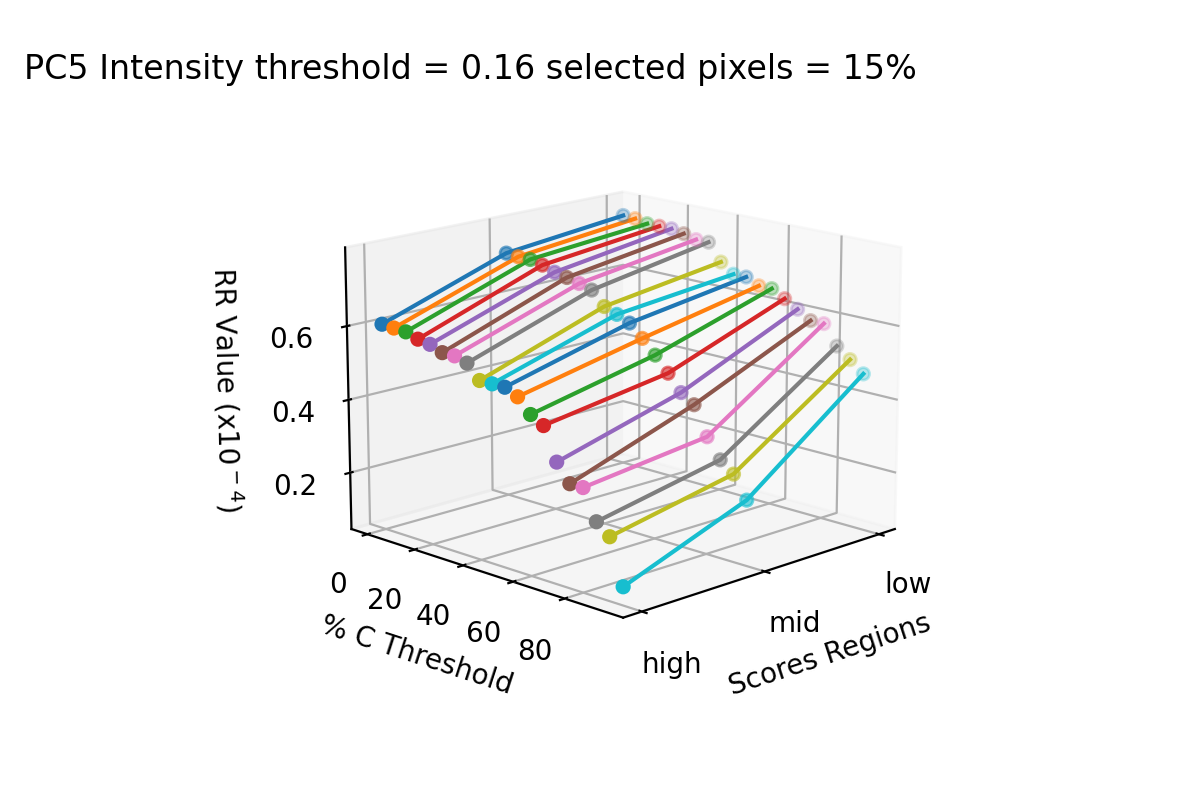 PC5 Intensity threshold = 0.16 selected pixels = 15%
RR Value (x10⁻⁴)
0.6
0.4
0.2
0
20
40
60
80
% C Threshold
low
mid
high
Scores Regions